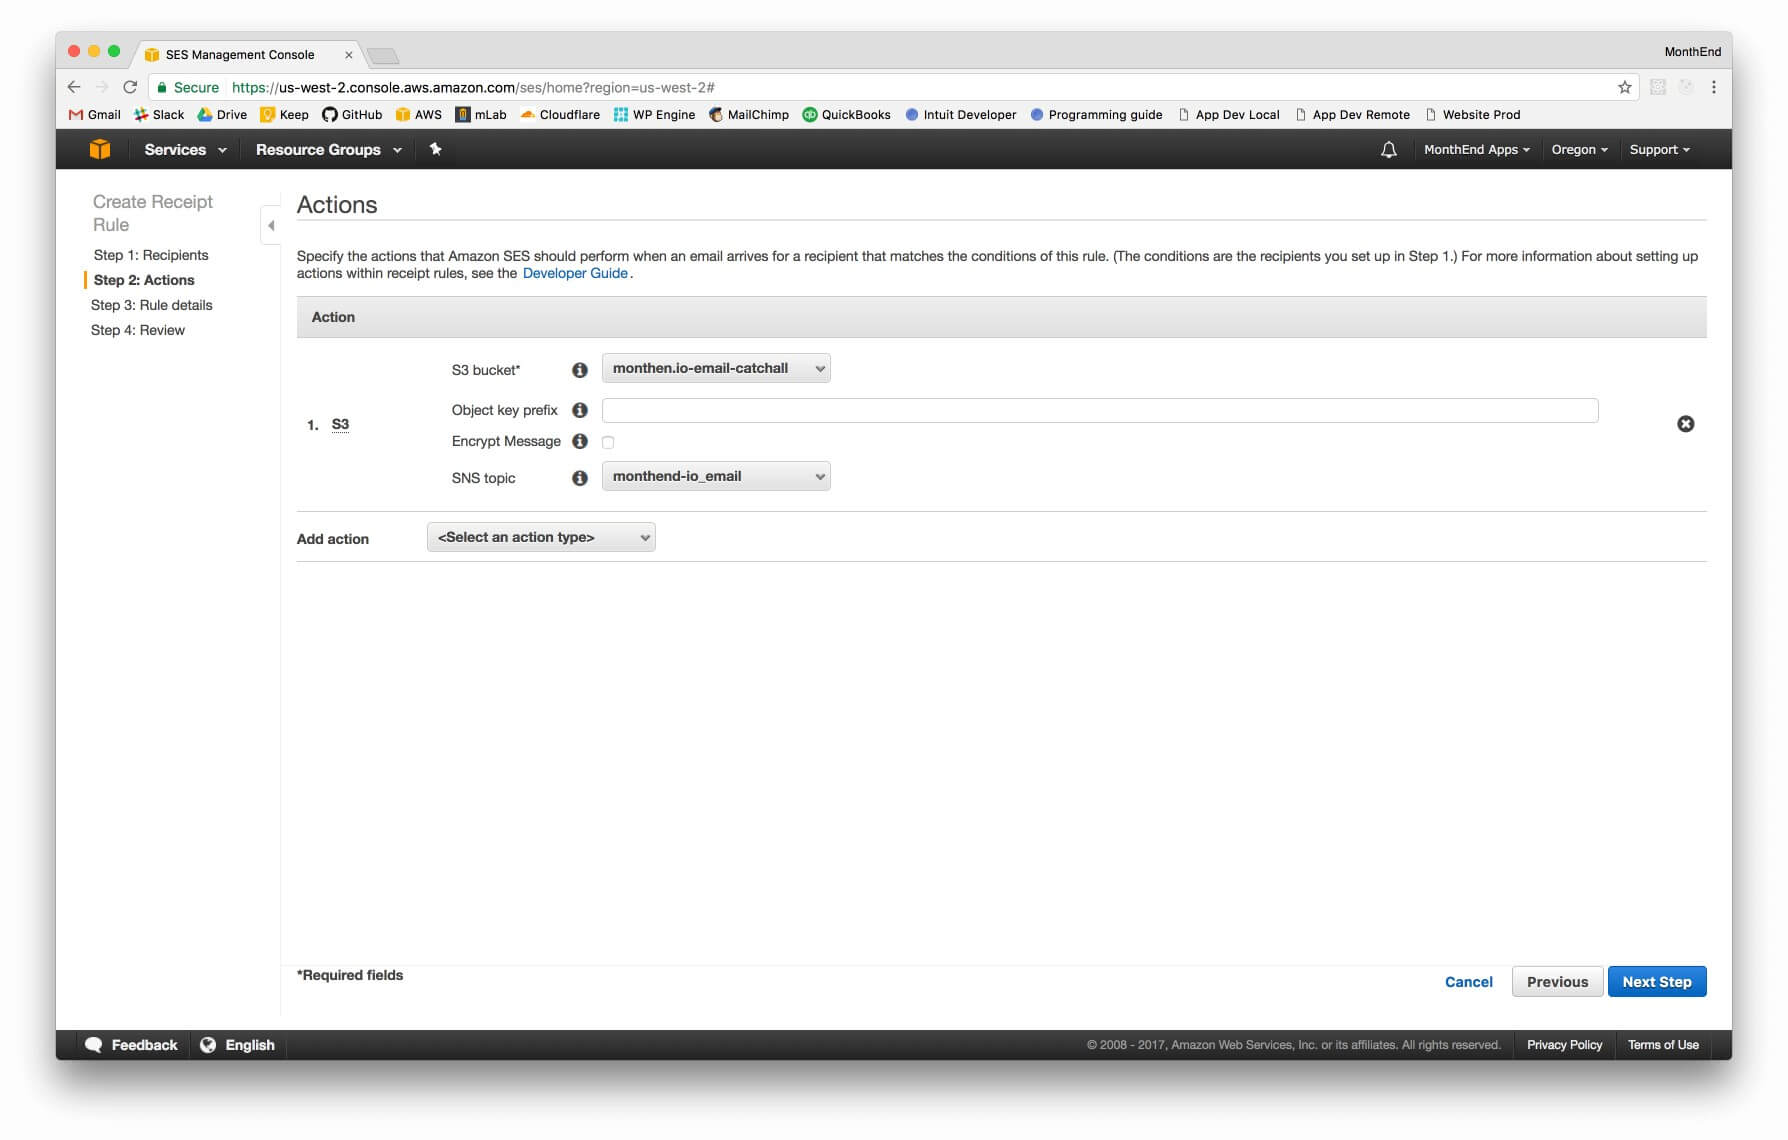 SES Management Console
MonthEnd
Secure https://us-west-2.console.aws.amazon.com/ses/home?region=us-west-2#
Gmail Slack Drive Keep GitHub AWS mLab Cloudflare WP Engine MailChimp QuickBooks Intuit Developer Programming guide App Dev Local App Dev Remote Website Prod
Services Resource Groups MonthEnd Apps Oregon Support
Create Receipt
Rule
Step 1: Recipients
Step 2: Actions
Step 3: Rule details
Step 4: Review
Actions
Specify the actions that Amazon SES should perform when an email arrives for a recipient that matches the conditions of this rule. (The conditions are the recipients you set up in Step 1.) For more information about setting up
actions within receipt rules, see the Developer Guide.
Action
1. S3
S3 bucket* monthen.io-email-catchall
Object key prefix
Encrypt Message
SNS topic monthend-io_email
Add action <Select an action type>
*Required fields
Cancel Previous Next Step
Feedback English © 2008 - 2017, Amazon Web Services, Inc. or its affiliates. All rights reserved. Privacy Policy Terms of Use